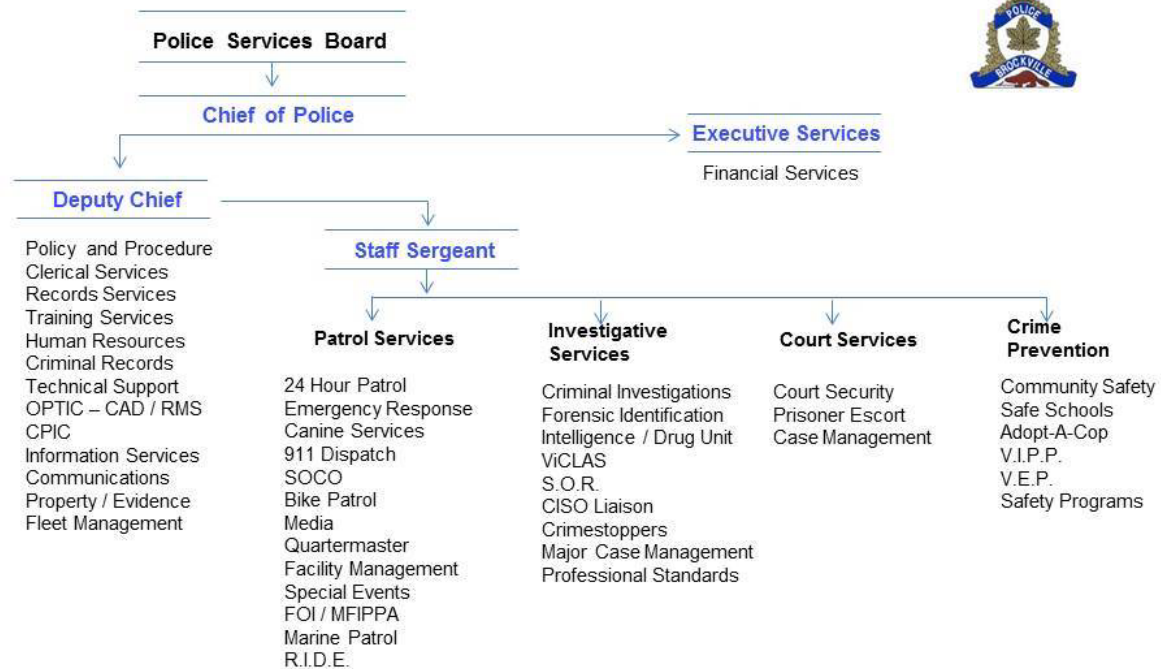 POLICE
BROCKVILLE
Police Services Board
Chief of Police
Executive Services
Financial Services
Deputy Chief
Policy and Procedure
Clerical Services
Records Services
Training Services
Human Resources
Criminal Records
Technical Support
OPTIC – CAD / RMS
CPIC
Information Services
Communications
Property / Evidence
Fleet Management
Staff Sergeant
Patrol Services
24 Hour Patrol
Emergency Response
Canine Services
911 Dispatch
SOCO
Bike Patrol
Media
Quartermaster
Facility Management
Special Events
FOI / MFIPPA
Marine Patrol
R.I.D.E.
Investigative
Services
Criminal Investigations
Forensic Identification
Intelligence / Drug Unit
ViCLAS
S.O.R.
CISO Liaison
Crimestoppers
Major Case Management
Professional Standards
Court Services
Court Security
Prisoner Escort
Case Management
Crime
Prevention
Community Safety
Safe Schools
Adopt-A-Cop
V.I.P.P.
V.E.P.
Safety Programs